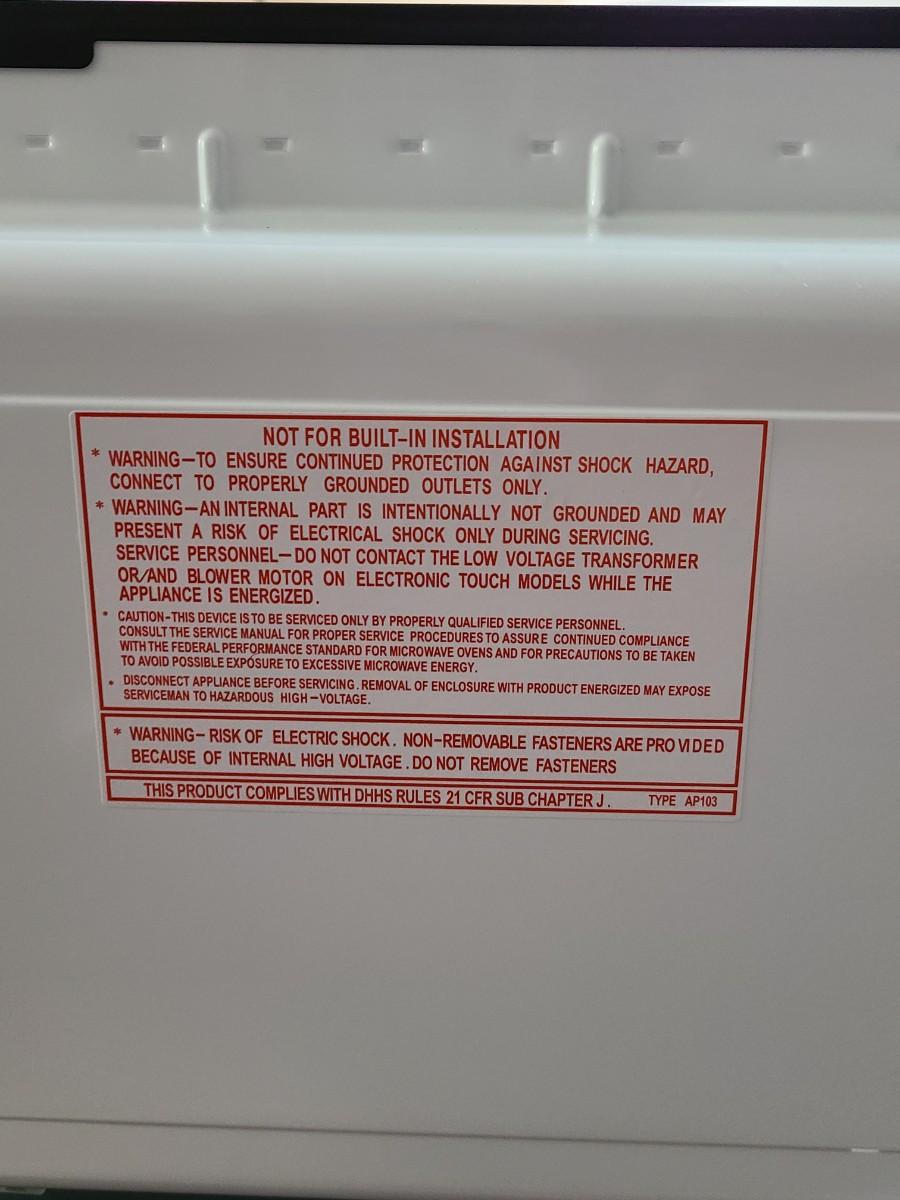 NOT FOR BUILT-IN INSTALLATION
* WARNING—TO ENSURE CONTINUED PROTECTION AGAINST SHOCK HAZARD,
CONNECT TO PROPERLY GROUNDED OUTLETS ONLY.
* WARNING—AN INTERNAL PART IS INTENTIONALLY NOT GROUNDED AND MAY
PRESENT A RISK OF ELECTRICAL SHOCK ONLY DURING SERVICING.
SERVICE PERSONNEL—DO NOT CONTACT THE LOW VOLTAGE TRANSFORMER
OR/AND BLOWER MOTOR ON ELECTRONIC TOUCH MODELS WHILE THE
APPLIANCE IS ENERGIZED.
* CAUTION-THIS DEVICE IS TO BE SERVICED ONLY BY PROPERLY QUALIFIED SERVICE PERSONNEL.
CONSULT THE SERVICE MANUAL FOR PROPER SERVICE PROCEDURES TO ASSURE CONTINUED COMPLIANCE
WITH THE FEDERAL PERFORMANCE STANDARD FOR MICROWAVE OVENS AND FOR PRECAUTIONS TO BE TAKEN
TO AVOID POSSIBLE EXPOSURE TO EXCESSIVE MICROWAVE ENERGY.
* DISCONNECT APPLIANCE BEFORE SERVICING. REMOVAL OF ENCLOSURE WITH PRODUCT ENERGIZED MAY EXPOSE
SERVICEMAN TO HAZARDOUS HIGH—VOLTAGE.
* WARNING— RISK OF ELECTRIC SHOCK. NON-REMOVABLE FASTENERS ARE PROVIDED
BECAUSE OF INTERNAL HIGH VOLTAGE. DO NOT REMOVE FASTENERS
THIS PRODUCT COMPLIES WITH DHHS RULES 21 CFR SUB CHAPTER J. TYPE AP103